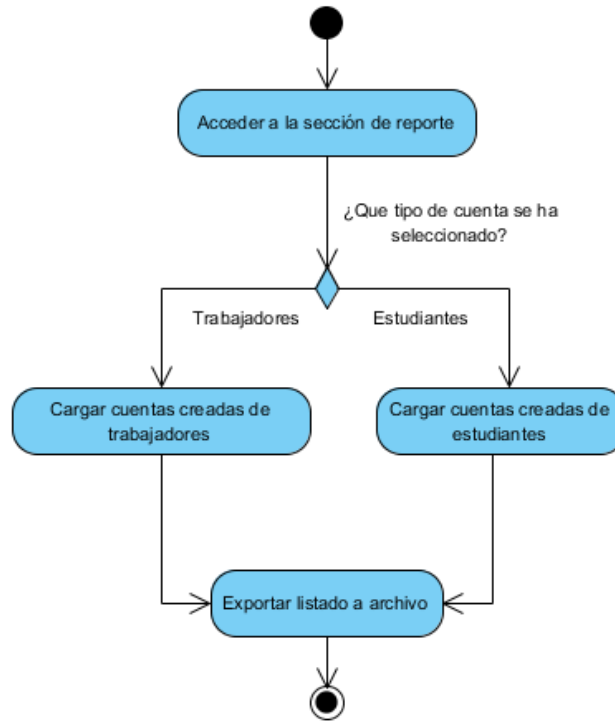 Acceder a la sección de reporte
¿Que tipo de cuenta se ha
seleccionado?
Trabajadores
Estudiantes
Cargar cuentas creadas de
trabajadores
Cargar cuentas creadas de
estudiantes
Exportar listado a archivo